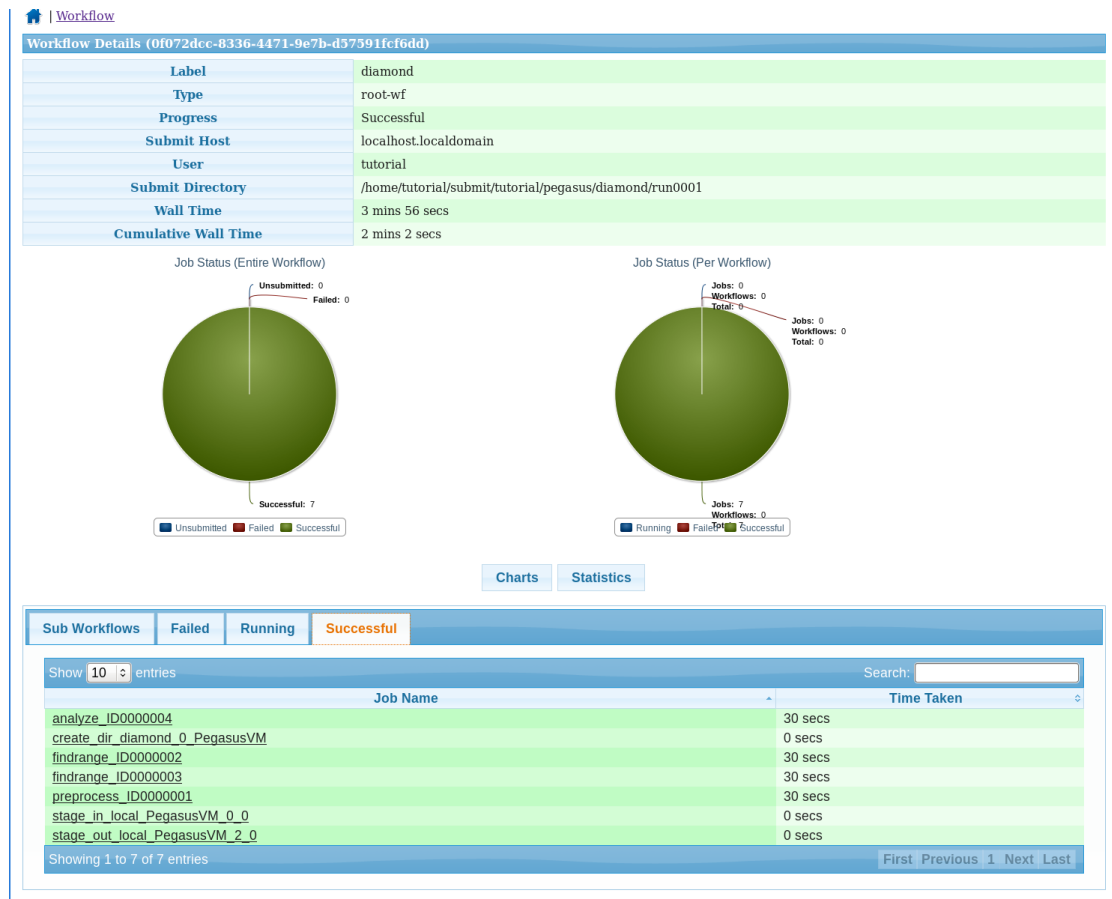 | Workflow
Workflow Details (0f072dcc-8336-4471-9e7b-d57591fcf6dd)
Label diamond
Type root-wf
Progress Successful
Submit Host localhost.localdomain
User tutorial
Submit Directory /home/tutorial/submit/tutorial/pegasus/diamond/run0001
Wall Time 3 mins 56 secs
Cumulative Wall Time 2 mins 2 secs
Job Status (Entire Workflow)
Unsubmitted: 0
Failed: 0
Successful: 7
Unsubmitted Failed Successful
Job Status (Per Workflow)
Jobs: 0
Workflows: 0
Total: 0
Jobs: 0
Workflows: 0
Total: 0
Jobs: 7
Workflows: 0
Total: 7
Running Failed Successful
Charts Statistics
Sub Workflows Failed Running Successful
Show 10 entries Search:
Job Name Time Taken
analyze_ID0000004 30 secs
create_dir_diamond_0_PegasusVM 0 secs
findrange_ID0000002 30 secs
findrange_ID0000003 30 secs
preprocess_ID0000001 30 secs
stage_in_local_PegasusVM_0_0 0 secs
stage_out_local_PegasusVM_2_0 0 secs
Showing 1 to 7 of 7 entries First Previous 1 Next Last